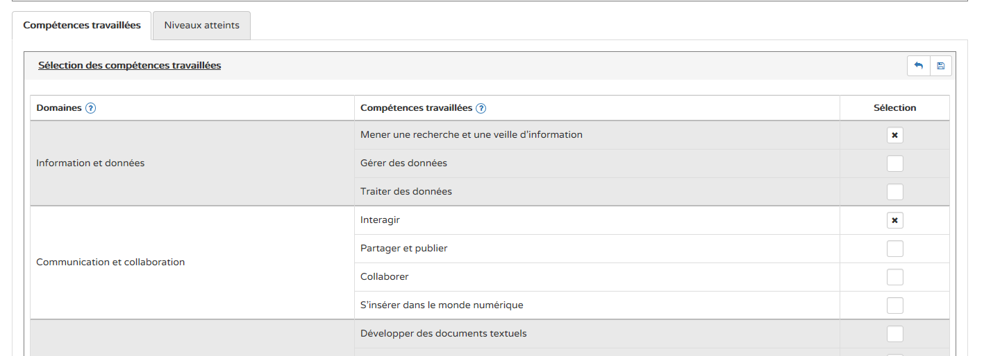 Compétences travaillées Niveaux atteints
Sélection des compétences travaillées
Domaines ? Compétences travaillées ? Sélection
Mener une recherche et une veille d'information
Information et données Gérer des données
Traiter des données
Interagir
Partager et publier
Communication et collaboration
Collaborer
S'insérer dans le monde numérique
Développer des documents textuels